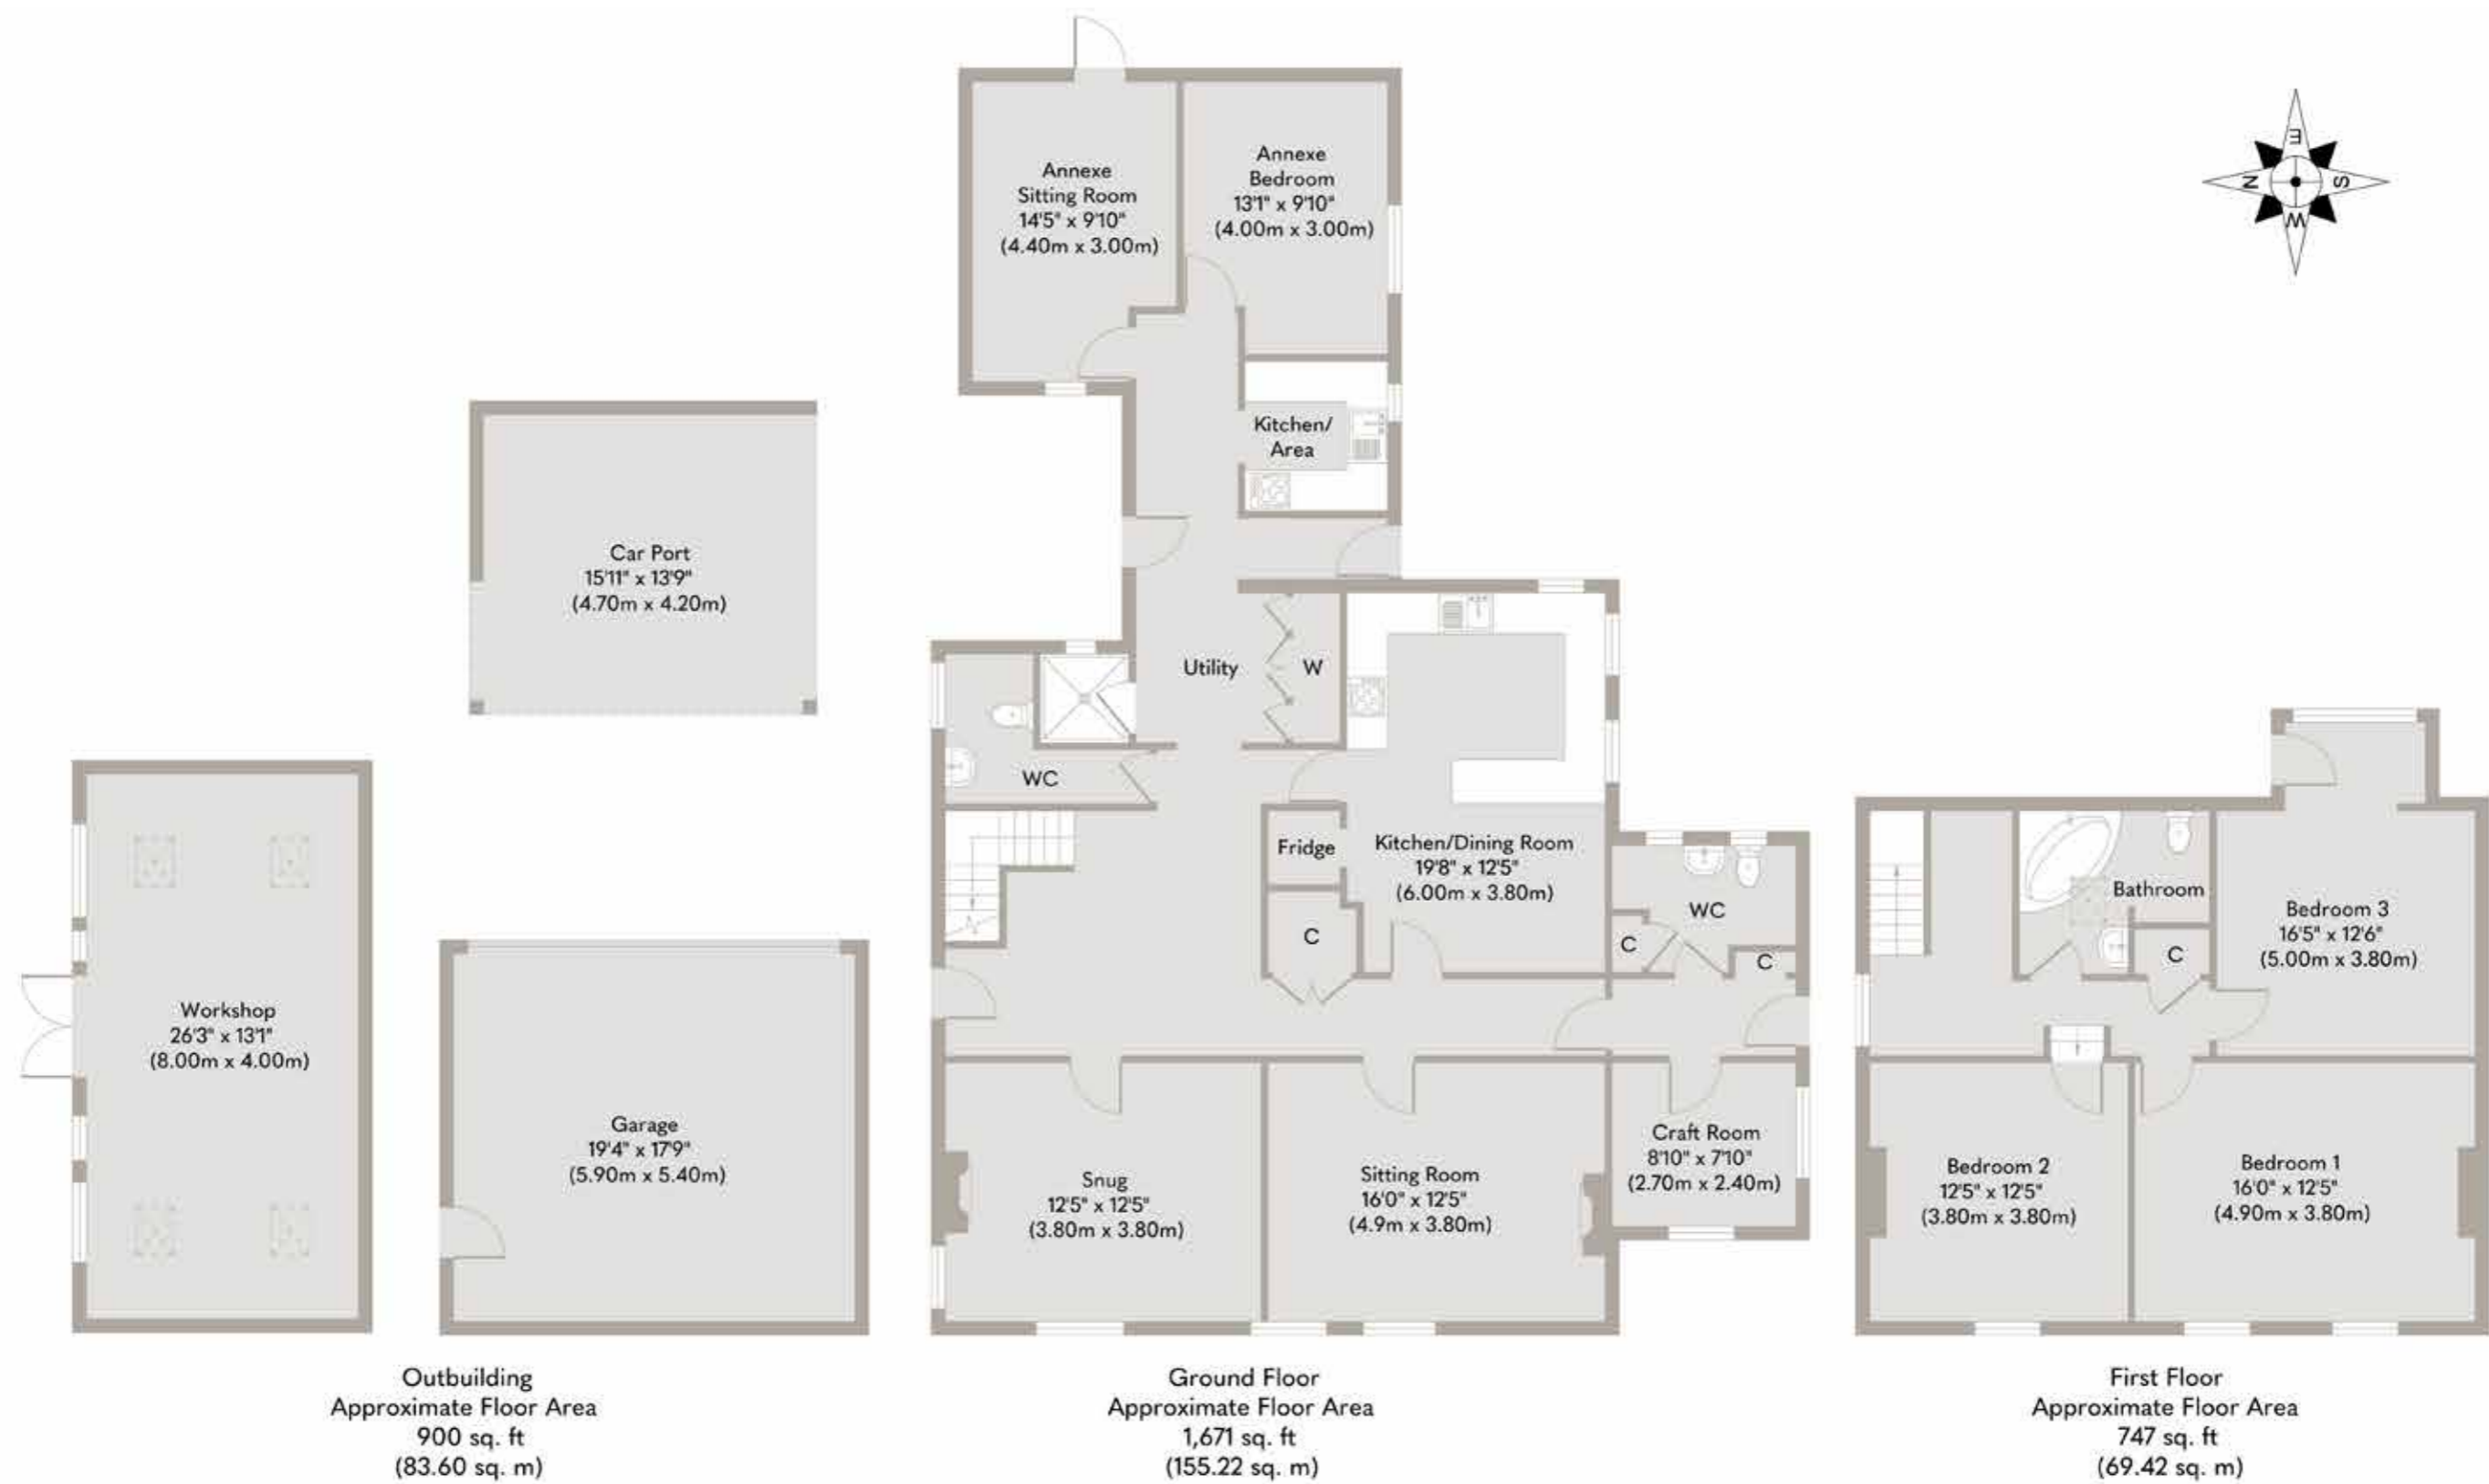 Annexe
Sitting Room
14'5" x 9'10"
(4.40m x 3.00m)
Annexe
Bedroom
13'1" x 9'10"
(4.00m x 3.00m)
E
N
S
W
Kitchen/
Area
Car Port
15'11" x 13'9"
(4.70m x 4.20m)
Utility
W
WC
Fridge
Kitchen/Dining Room
19'8" x 12'5"
(6.00m x 3.80m)
C
WC
C
C
Bathroom
C
Bedroom 3
16'5" x 12'6"
(5.00m x 3.80m)
Workshop
26'3" x 13'1"
(8.00m x 4.00m)
Garage
19'4" x 17'9"
(5.90m x 5.40m)
Snug
12'5" x 12'5"
(3.80m x 3.80m)
Sitting Room
16'0" x 12'5"
(4.9m x 3.80m)
Craft Room
8'10" x 7'10"
(2.70m x 2.40m)
Bedroom 2
12'5" x 12'5"
(3.80m x 3.80m)
Bedroom 1
16'0" x 12'5"
(4.90m x 3.80m)
Outbuilding
Approximate Floor Area
900 sq. ft
(83.60 sq. m)
Ground Floor
Approximate Floor Area
1,671 sq. ft
(155.22 sq. m)
First Floor
Approximate Floor Area
747 sq. ft
(69.42 sq. m)